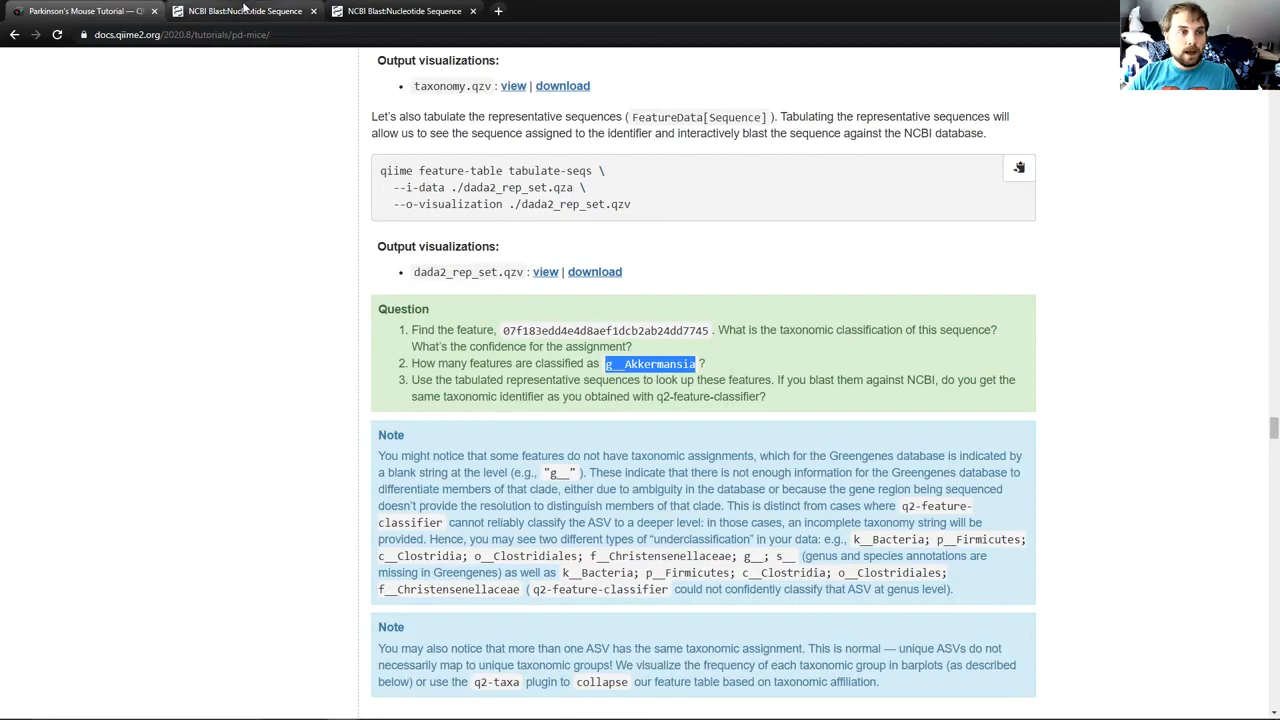 Parkinson's Mouse Tutorial — Q
NCBI Blast:Nucleotide Sequence
NCBI Blast:Nucleotide Sequence
docs.qiime2.org/2020.8/tutorials/pd-mice/
Output visualizations:
• taxonomy.qzv : view | download
Let's also tabulate the representative sequences ( FeatureData[Sequence] ). Tabulating the representative sequences will
allow us to see the sequence assigned to the identifier and interactively blast the sequence against the NCBI database.
qiime feature-table tabulate-seqs \
--i-data ./dada2_rep_set.qza \
--o-visualization ./dada2_rep_set.qzv
Output visualizations:
• dada2_rep_set.qzv : view | download
Question
1. Find the feature, 07f183edd4e4d8aef1dcb2ab24dd7745 . What is the taxonomic classification of this sequence?
What's the confidence for the assignment?
2. How many features are classified as g__Akkermansia ?
3. Use the tabulated representative sequences to look up these features. If you blast them against NCBI, do you get the
same taxonomic identifier as you obtained with q2-feature-classifier?
Note
You might notice that some features do not have taxonomic assignments, which for the Greengenes database is indicated by
a blank string at the level (e.g., "g__" ). These indicate that there is not enough information for the Greengenes database to
differentiate members of that clade, either due to ambiguity in the database or because the gene region being sequenced
doesn't provide the resolution to distinguish members of that clade. This is distinct from cases where q2-feature-
classifier cannot reliably classify the ASV to a deeper level: in those cases, an incomplete taxonomy string will be
provided. Hence, you may see two different types of "underclassification" in your data: e.g., k__Bacteria; p__Firmicutes;
c__Clostridia; o__Clostridiales; f__Christensenellaceae; g__; s__ (genus and species annotations are
missing in Greengenes) as well as k__Bacteria; p__Firmicutes; c__Clostridia; o__Clostridiales;
f__Christensenellaceae ( q2-feature-classifier could not confidently classify that ASV at genus level).
Note
You may also notice that more than one ASV has the same taxonomic assignment. This is normal — unique ASVs do not
necessarily map to unique taxonomic groups! We visualize the frequency of each taxonomic group in barplots (as described
below) or use the q2-taxa plugin to collapse our feature table based on taxonomic affiliation.